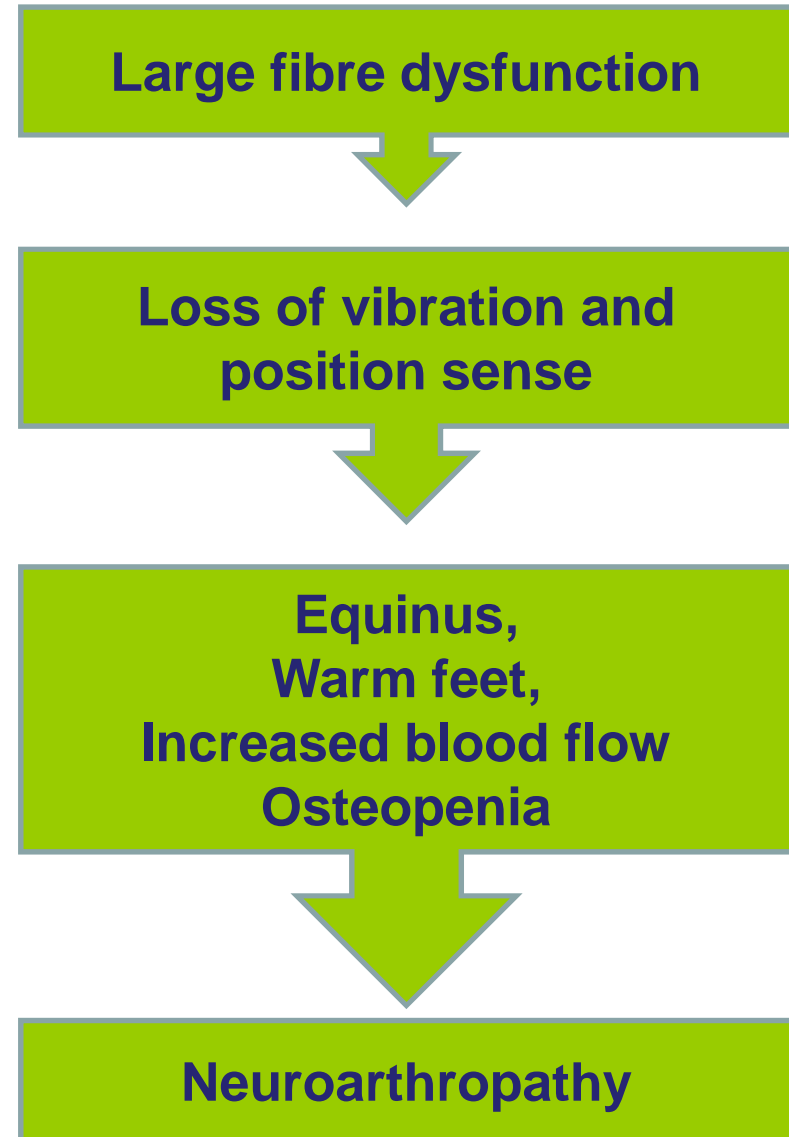 Large fibre dysfunction
Loss of vibration and
position sense
Equinus,
Warm feet,
Increased blood flow
Osteopenia
Neuroarthropathy